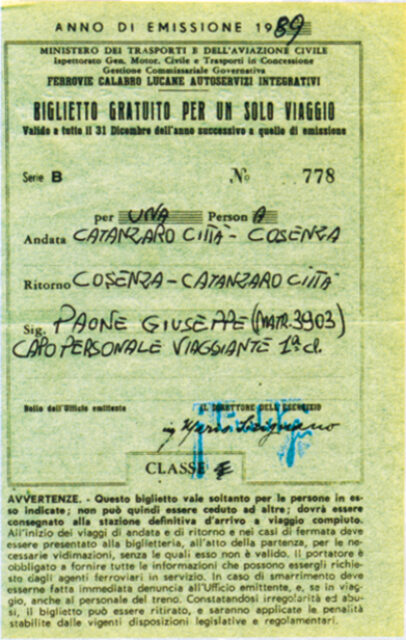 ANNO DI EMISSIONE 1989
MINISTERO DEI TRASPORTI E DELL'AVIAZIONE CIVILE
Ispettorato Gen. Motor. Civile e Trasporti in Concessione
Gestione Commissariale Governativa
FERROVIE CALABRO LUCANE AUTOSERVIZI INTEGRATIVI
BIGLIETTO GRATUITO PER UN SOLO VIAGGIO
Valido a tutto il 31 Dicembre dell'anno successivo a quello di emissione
Serie B No 778
per UNA Person A
Andata CATANZARO CITTÀ - COSENZA
Ritorno COSENZA - CATANZARO CITTÀ
Sig. PAONE GIUSEPPE (MATR. 3903)
CAPO PERSONALE VIAGGIANTE 1ª cl.
Bollo dell'Ufficio emittente IL DIRETTORE DELL'ESERCIZIO
CLASSE
AVVERTENZE. - Questo biglietto vale soltanto per le persone in es-
so indicate; non può quindi essere ceduto ad altre; dovrà essere
consegnato alla stazione definitiva d'arrivo a viaggio compiuto.
All'inizio dei viaggi di andata e di ritorno e nei casi di fermata deve
essere presentato alla biglietteria, all'atto della partenza, per le ne-
cessarie vidimazioni, senza le quali esso non è valido. Il portatore è
obbligato a fornire tutte le informazioni che possono essergli richie-
ste dagli agenti ferroviari in servizio. In caso di smarrimento deve
esserne fatta immediata denuncia all'Ufficio emittente, e, se in viag-
gio, anche al personale del treno. Constatandosi irregolarità ed abu-
si, il biglietto può essere ritirato, e saranno applicate le penalità
stabilite dalle vigenti disposizioni legislative e regolamentari.